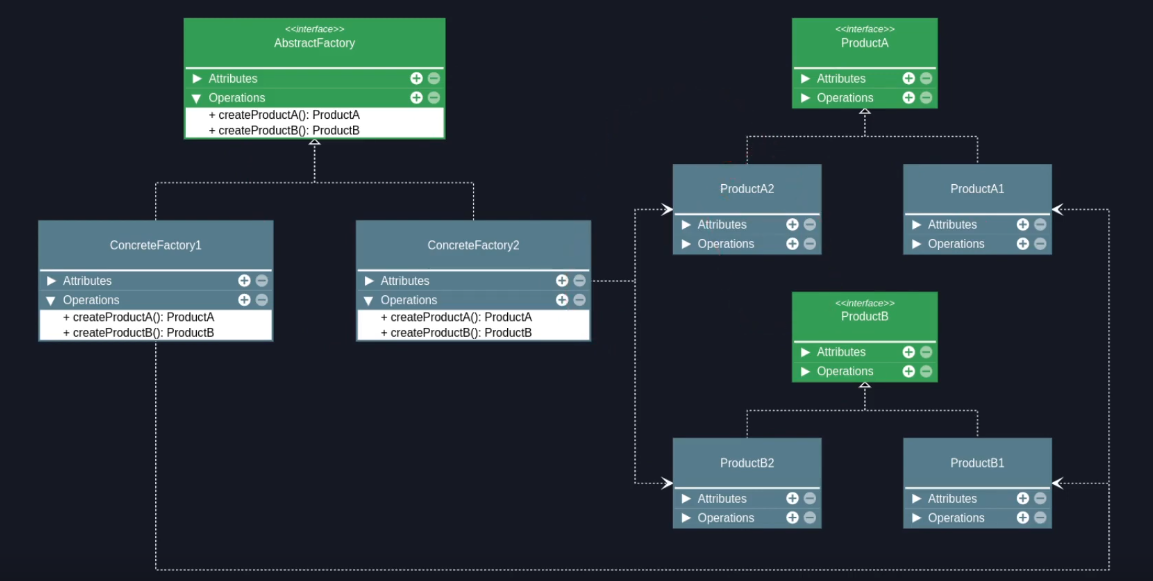 <<interface>>
AbstractFactory
Attributes
Operations
+ createProductA(): ProductA
+ createProductB(): ProductB
<<interface>>
ProductA
Attributes
Operations
ProductA2
Attributes
Operations
ProductA1
Attributes
Operations
ConcreteFactory1
Attributes
Operations
+ createProductA(): ProductA
+ createProductB(): ProductB
ConcreteFactory2
Attributes
Operations
+ createProductA(): ProductA
+ createProductB(): ProductB
<<interface>>
ProductB
Attributes
Operations
ProductB2
Attributes
Operations
ProductB1
Attributes
Operations